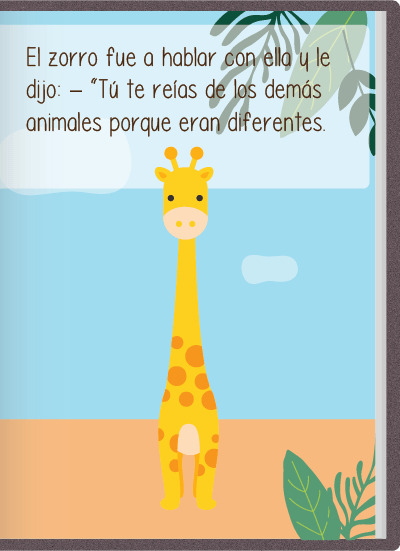 El zorro fue a hablar con ella y le
dijo: – “Tú te reías de los demás
animales porque eran diferentes.